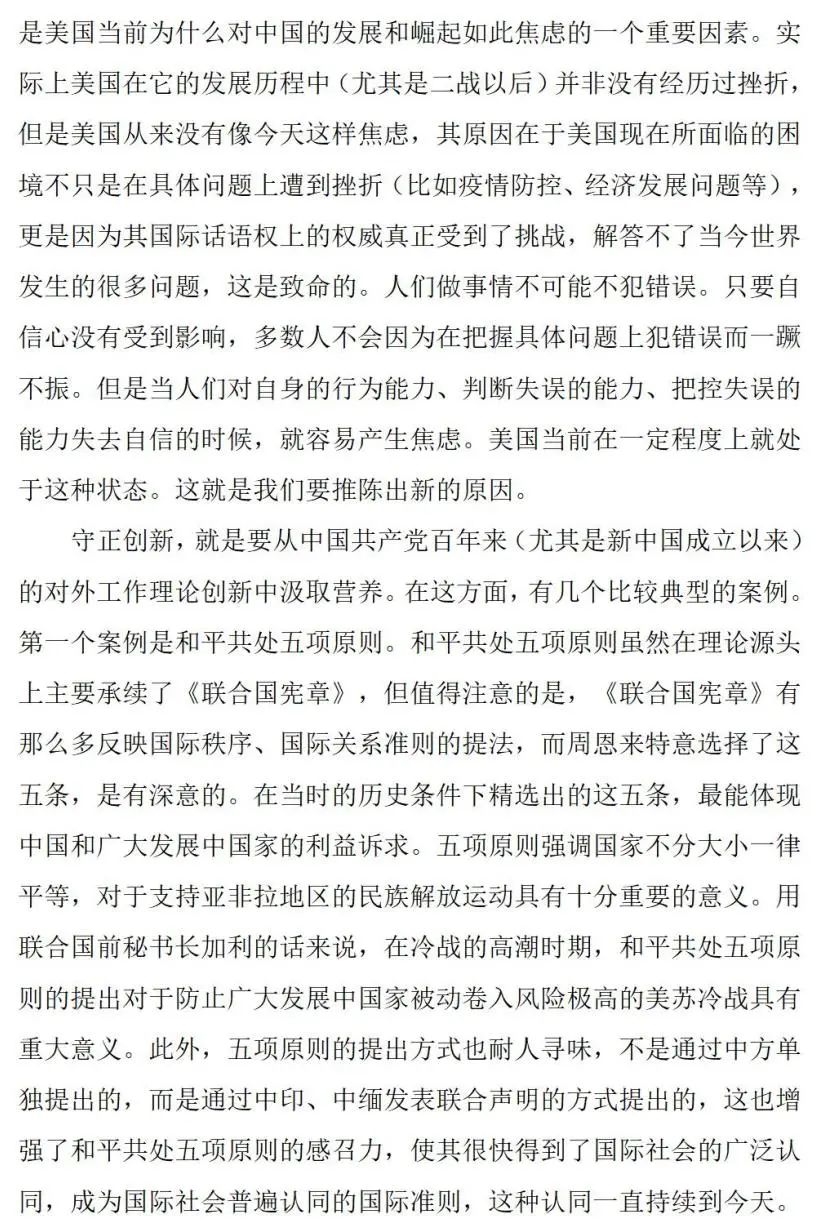 是美国当前为什么对中国的发展和崛起如此焦虑的一个重要因素。实
际上美国在它的发展历程中（尤其是二战以后）并非没有经历过挫折，
但是美国从来没有像今天这样焦虑，其原因在于美国现在所面临的困
境不只是在具体问题上遭到挫折（比如疫情防控、经济发展问题等），
更是因为其国际话语权上的权威真正受到了挑战，解答不了当今世界
发生的很多问题，这是致命的。人们做事情不可能不犯错误。只要自
信心没有受到影响，多数人不会因为在把握具体问题上犯错误而一蹶
不振。但是当人们对自身的行为能力、判断失误的能力、把控失误的
能力失去自信的时候，就容易产生焦虑。美国当前在一定程度上就处
于这种状态。这就是我们要推陈出新的原因。
守正创新，就是要从中国共产党百年来（尤其是新中国成立以来）
的对外工作理论创新中汲取营养。在这方面，有几个比较典型的案例。
第一个案例是和平共处五项原则。和平共处五项原则虽然在理论源头
上主要承续了《联合国宪章》，但值得注意的是，《联合国宪章》有
那么多反映国际秩序、国际关系准则的提法，而周恩来特意选择了这
五条，是有深意的。在当时的历史条件下精选出的这五条，最能体现
中国和广大发展中国家的利益诉求。五项原则强调国家不分大小一律
平等，对于支持亚非拉地区的民族解放运动具有十分重要的意义。用
联合国前秘书长加利的话来说，在冷战的高潮时期，和平共处五项原
则的提出对于防止广大发展中国家被动卷入风险极高的美苏冷战具有
重大意义。此外，五项原则的提出方式也耐人寻味，不是通过中方单
独提出的，而是通过中印、中缅发表联合声明的方式提出的，这也增
强了和平共处五项原则的感召力，使其很快得到了国际社会的广泛认
同，成为国际社会普遍认同的国际准则，这种认同一直持续到今天。